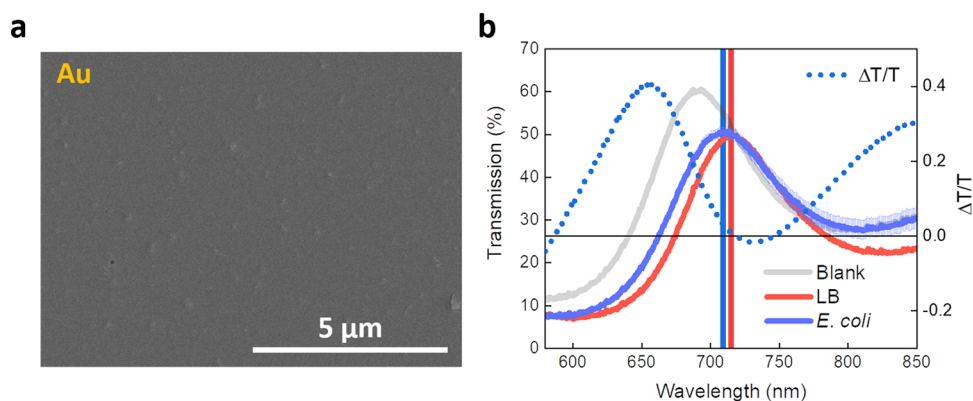 a
Au
5 μm
b
Transmission (%)
70
60
50
40
30
20
10
0
600
650
700
750
800
850
Wavelength (nm)
0.4
0.2
0.0
-0.2
ΔT/T
ΔT/T
Blank
LB
E. coli